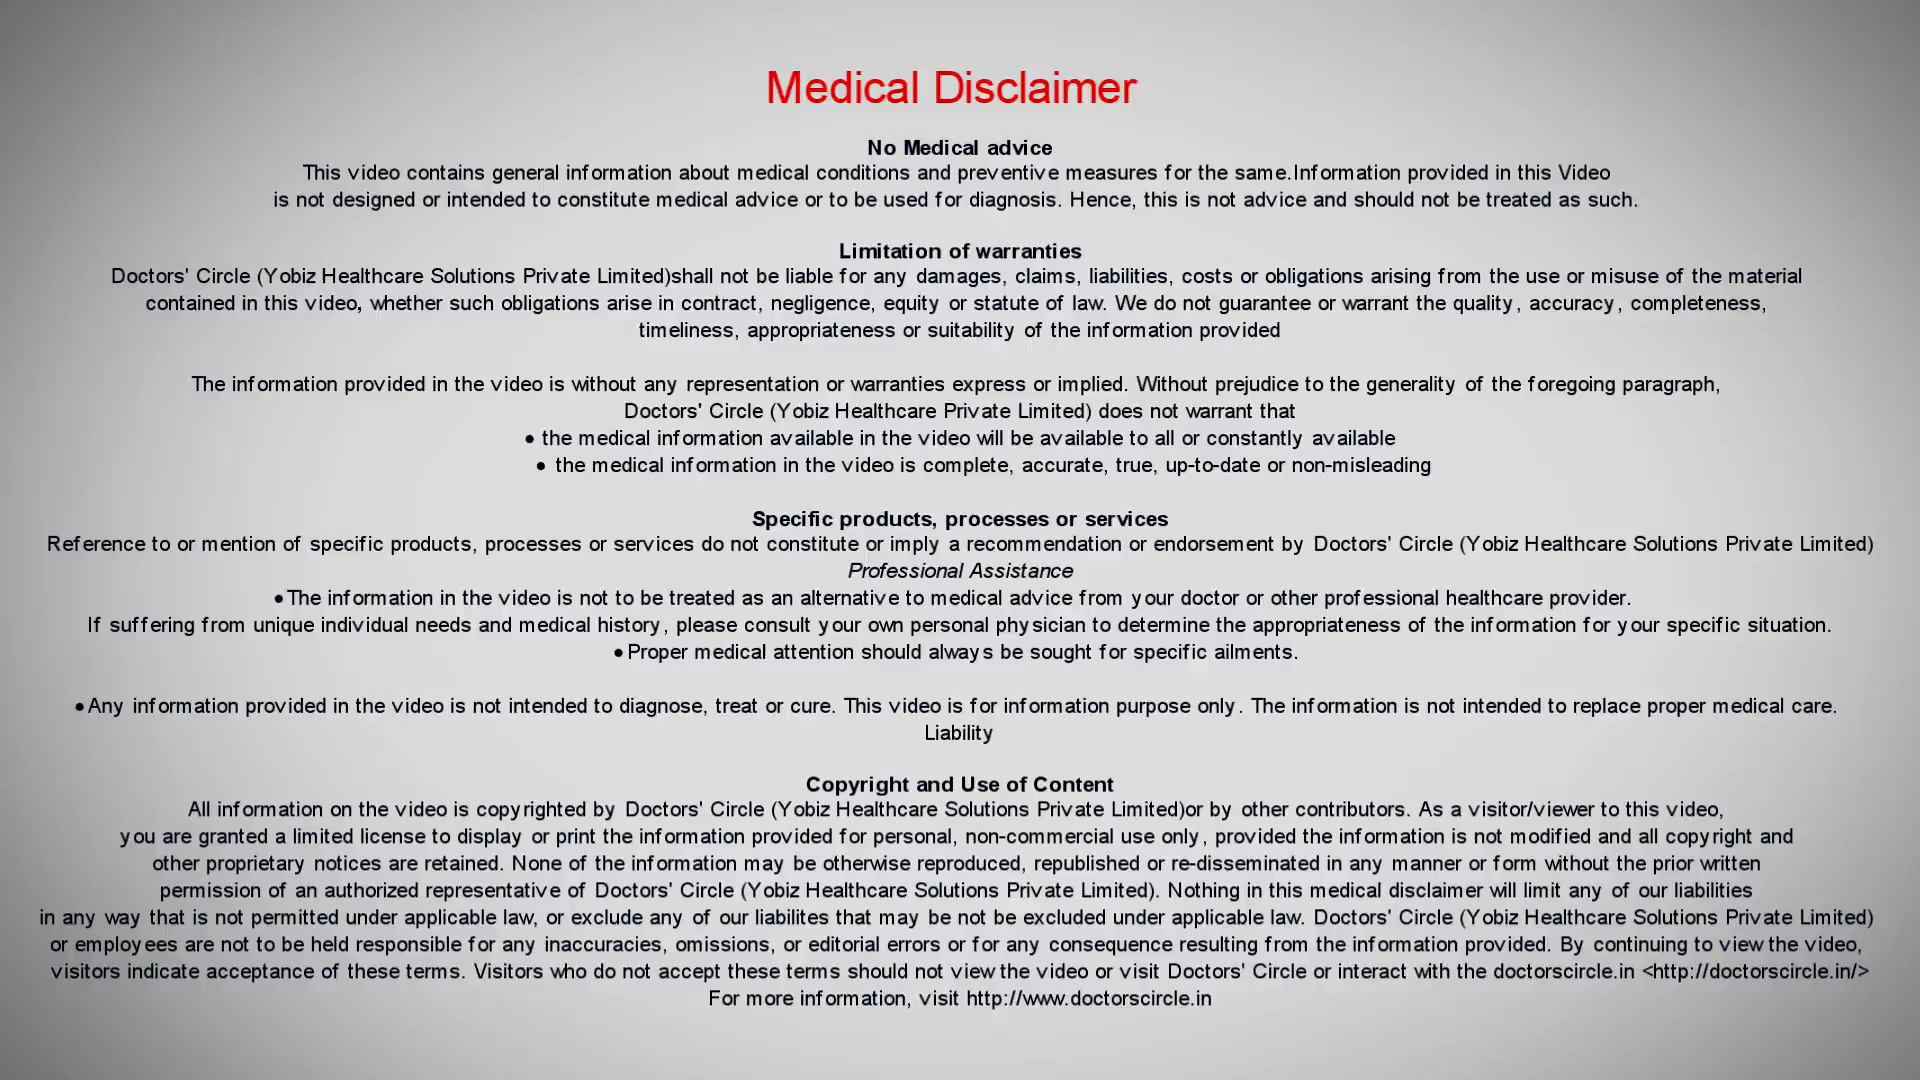 Medical Disclaimer
No Medical advice
This video contains general information about medical conditions and preventive measures for the same.Information provided in this Video
is not designed or intended to constitute medical advice or to be used for diagnosis. Hence, this is not advice and should not be treated as such.
Limitation of warranties
Doctors' Circle (Yobiz Healthcare Solutions Private Limited)shall not be liable for any damages, claims, liabilities, costs or obligations arising from the use or misuse of the material
contained in this video, whether such obligations arise in contract, negligence, equity or statute of law. We do not guarantee or warrant the quality, accuracy, completeness,
timeliness, appropriateness or suitability of the information provided
The information provided in the video is without any representation or warranties express or implied. Without prejudice to the generality of the foregoing paragraph,
Doctors' Circle (Yobiz Healthcare Private Limited) does not warrant that
• the medical information available in the video will be available to all or constantly available
• the medical information in the video is complete, accurate, true, up-to-date or non-misleading
Specific products, processes or services
Reference to or mention of specific products, processes or services do not constitute or imply a recommendation or endorsement by Doctors' Circle (Yobiz Healthcare Solutions Private Limited)
Professional Assistance
•The information in the video is not to be treated as an alternative to medical advice from your doctor or other professional healthcare provider.
If suffering from unique individual needs and medical history, please consult your own personal physician to determine the appropriateness of the information for your specific situation.
•Proper medical attention should always be sought for specific ailments.
•Any information provided in the video is not intended to diagnose, treat or cure. This video is for information purpose only. The information is not intended to replace proper medical care.
Liability
Copyright and Use of Content
All information on the video is copyrighted by Doctors' Circle (Yobiz Healthcare Solutions Private Limited)or by other contributors. As a visitor/viewer to this video,
you are granted a limited license to display or print the information provided for personal, non-commercial use only, provided the information is not modified and all copyright and
other proprietary notices are retained. None of the information may be otherwise reproduced, republished or re-disseminated in any manner or form without the prior written
permission of an authorized representative of Doctors' Circle (Yobiz Healthcare Solutions Private Limited). Nothing in this medical disclaimer will limit any of our liabilities
in any way that is not permitted under applicable law, or exclude any of our liabilites that may be not be excluded under applicable law. Doctors' Circle (Yobiz Healthcare Solutions Private Limited)
or employees are not to be held responsible for any inaccuracies, omissions, or editorial errors or for any consequence resulting from the information provided. By continuing to view the video,
visitors indicate acceptance of these terms. Visitors who do not accept these terms should not view the video or visit Doctors' Circle or interact with the doctorscircle.in <http://doctorscircle.in/>
For more information, visit http://www.doctorscircle.in